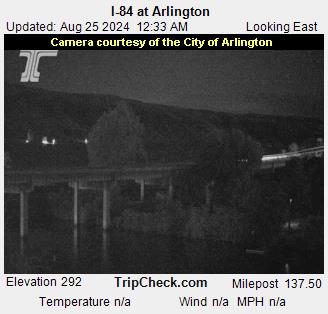 I-84 at Arlington
Updated: Aug 25 2024 12:33 AM Looking East
Camera courtesy of the City of Arlington
Elevation 292 TripCheck.com Milepost 137.50
Temperature n/a Wind n/a MPH n/a